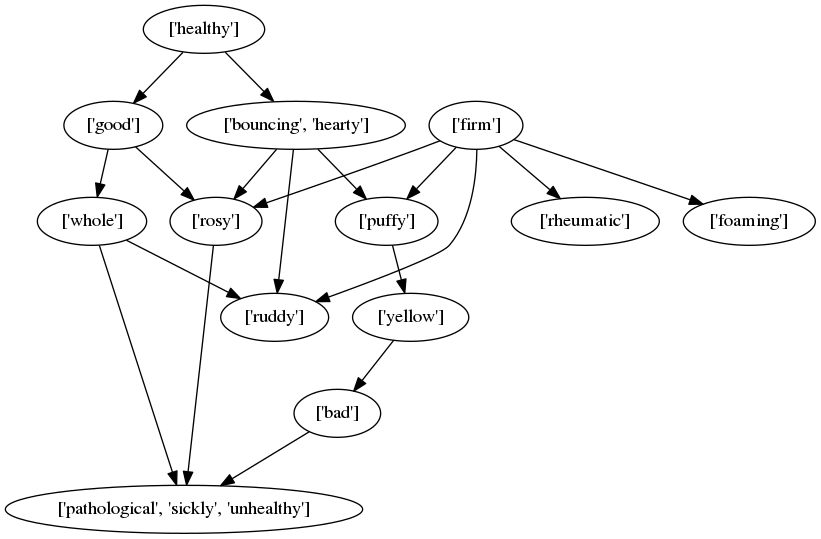 ['healthy']
['good']
['bouncing', 'hearty']
['firm']
['whole']
['rosy']
['puffy']
['rheumatic']
['foaming']
['ruddy']
['yellow']
['bad']
['pathological', 'sickly', 'unhealthy']